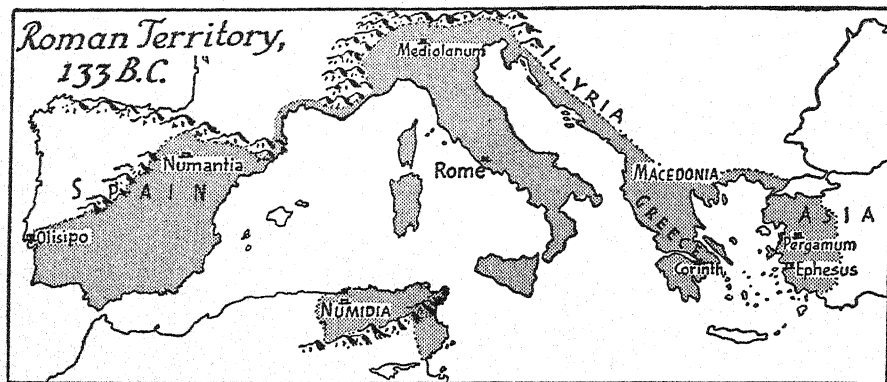 Roman Territory,
133 B.C.
Mediolanum
ILLYRIA
Numantia
SPAIN
Rome
MACEDONIA
GREECE
ASIA
Olisipo
Pergamum
Corinth
Ephesus
NUMIDIA